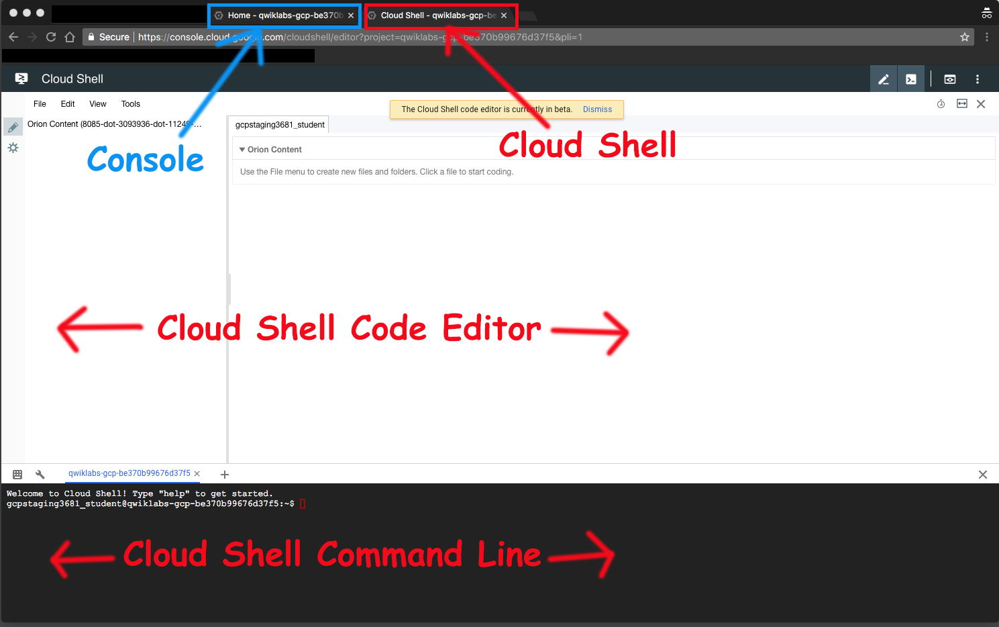 Home - qwiklabs-gcp-be370b
Cloud Shell - qwiklabs-gcp-be
Secure
https://console.cloud.google.com/cloudshell/editor?project=qwiklabs-gcp-be370b99676d37f5&pli=1
Cloud Shell
File Edit View Tools
The Cloud Shell code editor is currently in beta. Dismiss
Orion Content (8085-dot-3093936-dot-11249-...
gcpstaging3681_student
Console
Cloud Shell
Orion Content
Use the File menu to create new files and folders. Click a file to start coding.
Cloud Shell Code Editor
qwiklabs-gcp-be370b99676d37f5
Welcome to Cloud Shell! Type "help" to get started.
gcpstaging3681_student@qwiklabs-gcp-be370b99676d37f5:~$
Cloud Shell Command Line